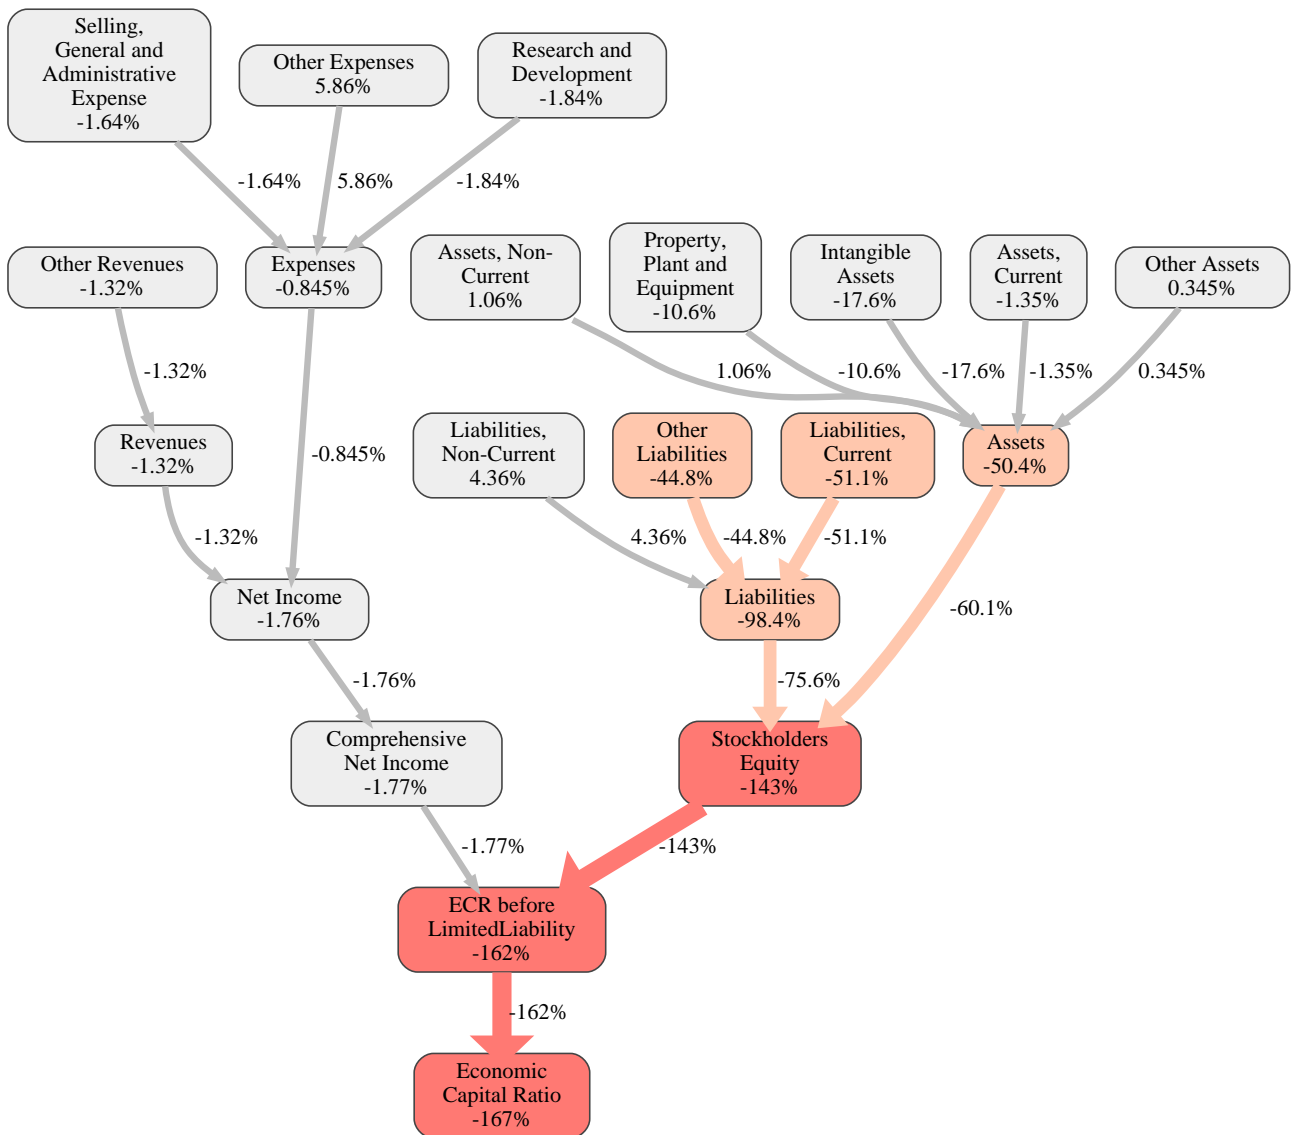 Selling,
General and
Administrative
Expense
-1.64%
Other Expenses
5.86%
Research and
Development
-1.84%
-1.64%
5.86%
-1.84%
Other Revenues
-1.32%
Expenses
-0.845%
Assets, Non-
Current
1.06%
Property,
Plant and
Equipment
-10.6%
Intangible
Assets
-17.6%
Assets,
Current
-1.35%
Other Assets
0.345%
-1.32%
1.06%
-10.6%
-17.6%
-1.35%
0.345%
Revenues
-1.32%
-0.845%
Liabilities,
Non-Current
4.36%
Other
Liabilities
-44.8%
Liabilities,
Current
-51.1%
Assets
-50.4%
-1.32%
4.36%
-44.8%
-51.1%
Net Income
-1.76%
Liabilities
-98.4%
-60.1%
-1.76%
-75.6%
Comprehensive
Net Income
-1.77%
Stockholders
Equity
-143%
-1.77%
-143%
ECR before
LimitedLiability
-162%
-162%
Economic
Capital Ratio
-167%